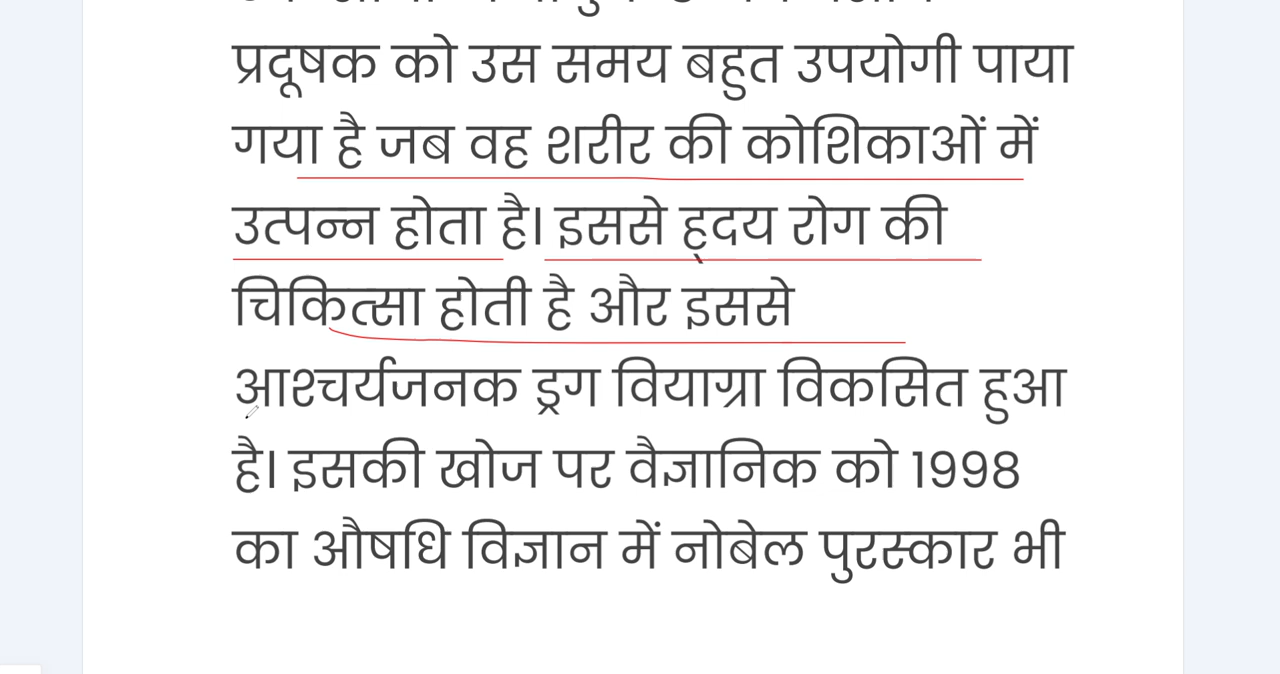 प्रदूषक को उस समय बहुत उपयोगी पाया
गया है जब वह शरीर की कोशिकाओं में
उत्पन्न होता है। इससे हृदय रोग की
चिकित्सा होती है और इससे
आश्चर्यजनक ड्रग वियाग्रा विकसित हुआ
है। इसकी खोज पर वैज्ञानिक को 1998
का औषधि विज्ञान में नोबेल पुरस्कार भी